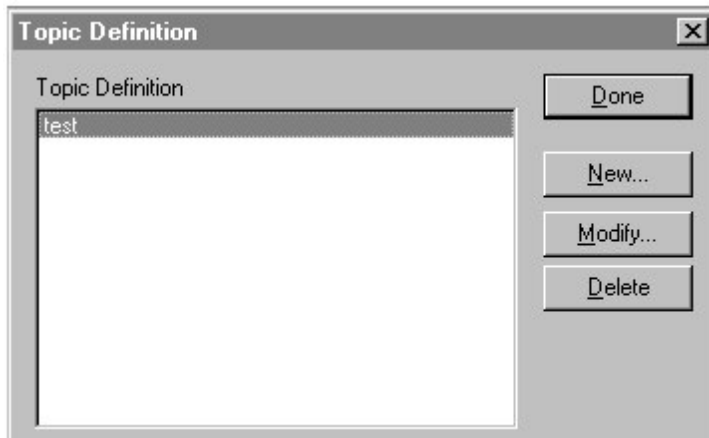 Topic Definition
Topic Definition
Done
test
New...
Modify...
Delete